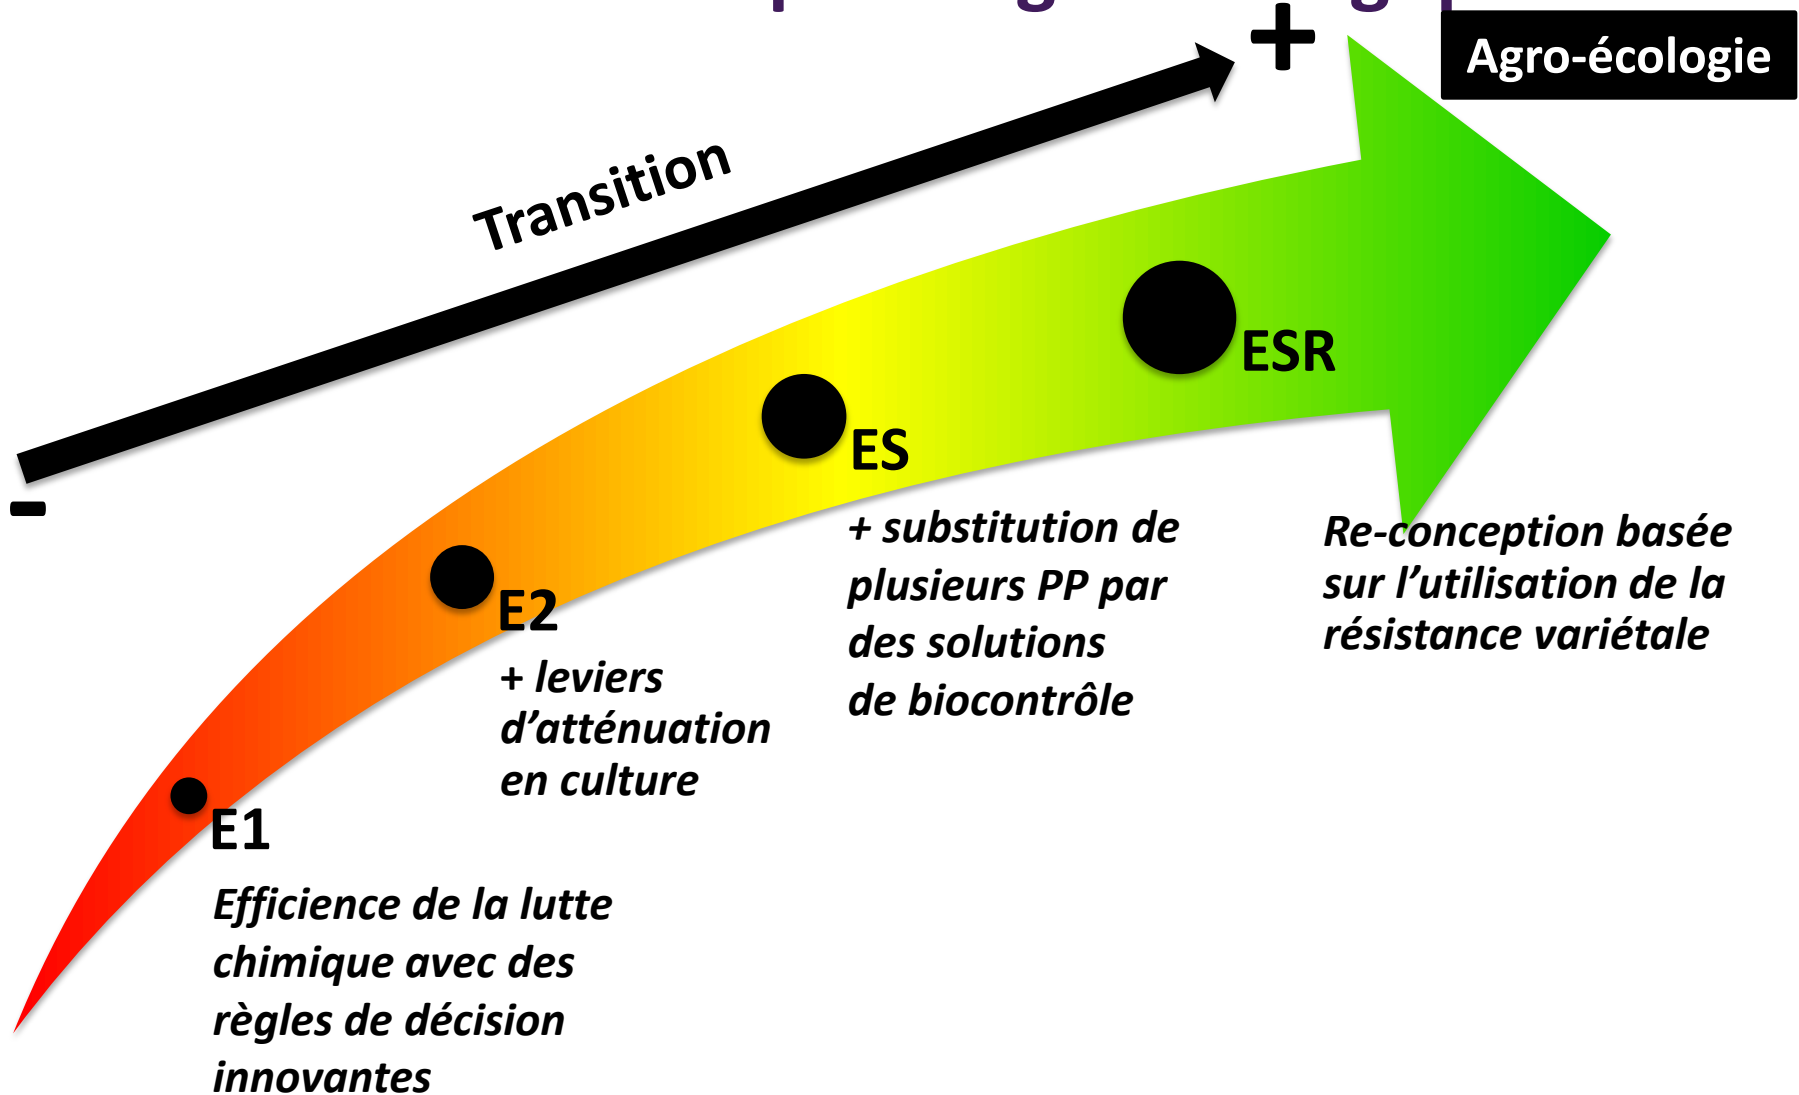 +
Agro-écologie
Transition
-
ESR
ES
+ substitution de
plusieurs PP par
des solutions
de biocontrôle
Re-conception basée
sur l’utilisation de la
résistance variétale
E2
+ leviers
d’atténuation
en culture
E1
Efficience de la lutte
chimique avec des
règles de décision
innovantes